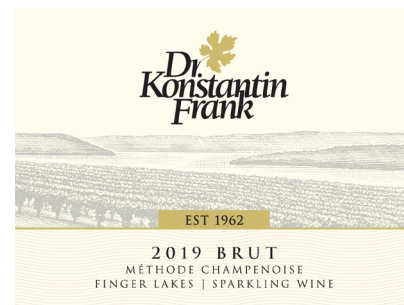 Dr.
Konstantin
Frank
EST 1962
2019 BRUT
MÉTHODE CHAMPENOISE
FINGER LAKES | SPARKLING WINE